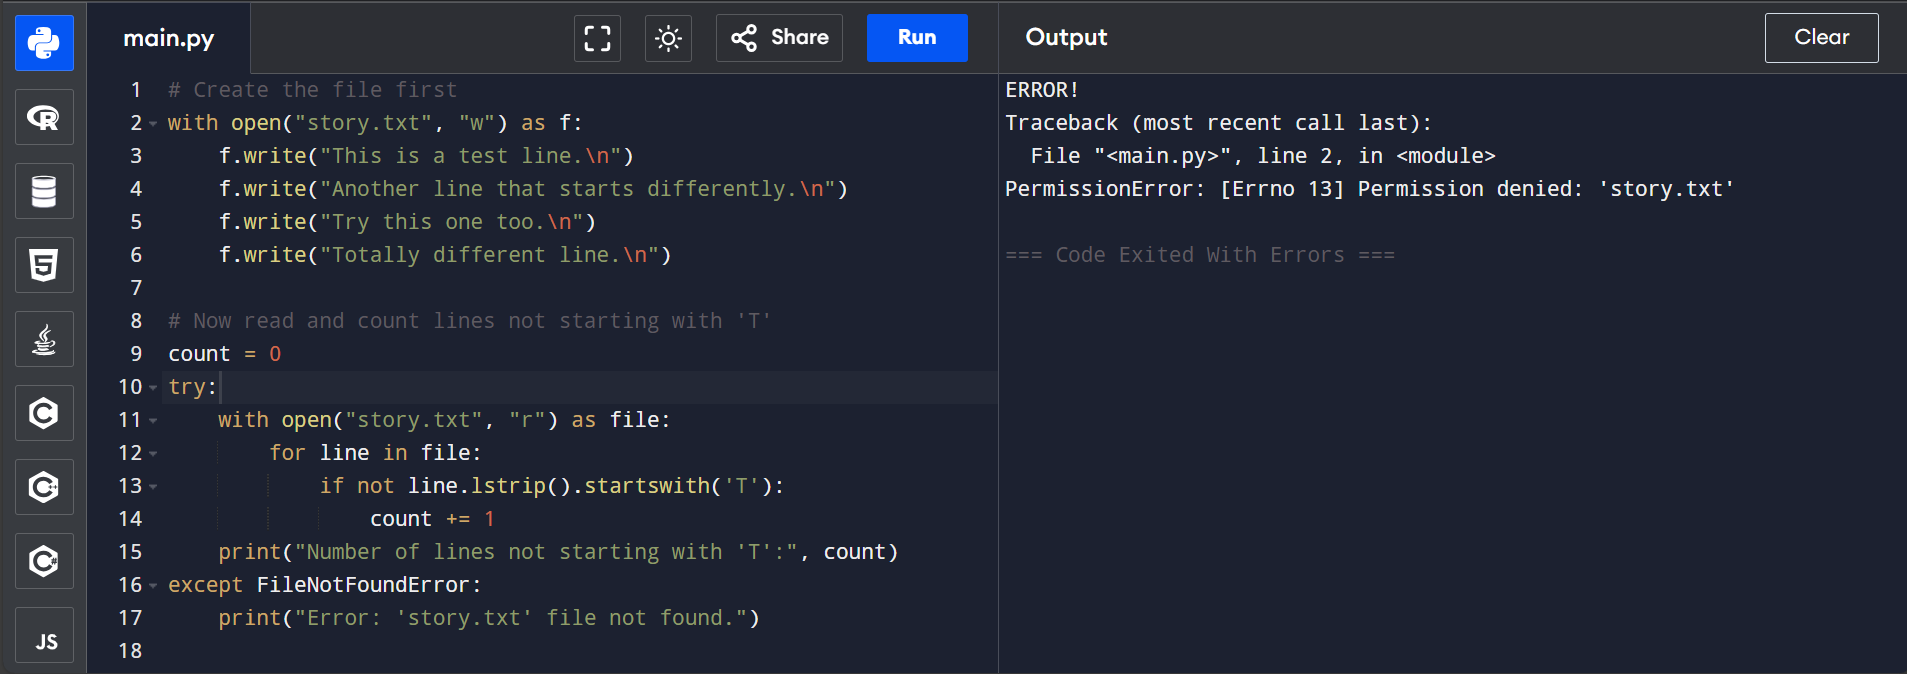 main.py
Share
Run
Output
Clear
1 # Create the file first
2 with open("story.txt", "w") as f:
3     f.write("This is a test line.\n")
4     f.write("Another line that starts differently.\n")
5     f.write("Try this one too.\n")
6     f.write("Totally different line.\n")
7
8 # Now read and count lines not starting with 'T'
9 count = 0
10 try:
11     with open("story.txt", "r") as file:
12         for line in file:
13             if not line.lstrip().startswith('T'):
14                 count += 1
15     print("Number of lines not starting with 'T':", count)
16 except FileNotFoundError:
17     print("Error: 'story.txt' file not found.")
18
ERROR!
Traceback (most recent call last):
  File "<main.py>", line 2, in <module>
PermissionError: [Errno 13] Permission denied: 'story.txt'
=== Code Exited With Errors ===
R
5
C
C++
C#
JS